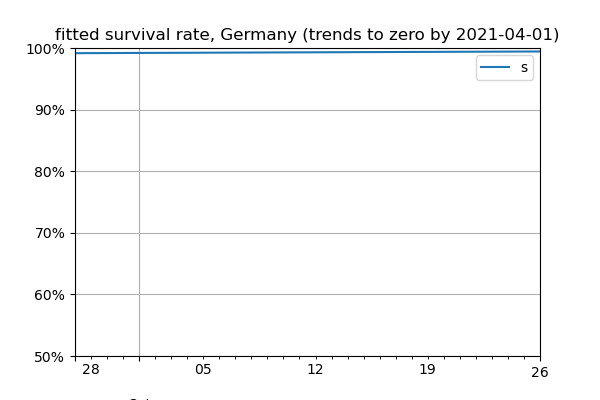 fitted survival rate, Germany (trends to zero by 2021-04-01)
100%
s
90%
80%
70%
60%
50%
28 05 12 19 26